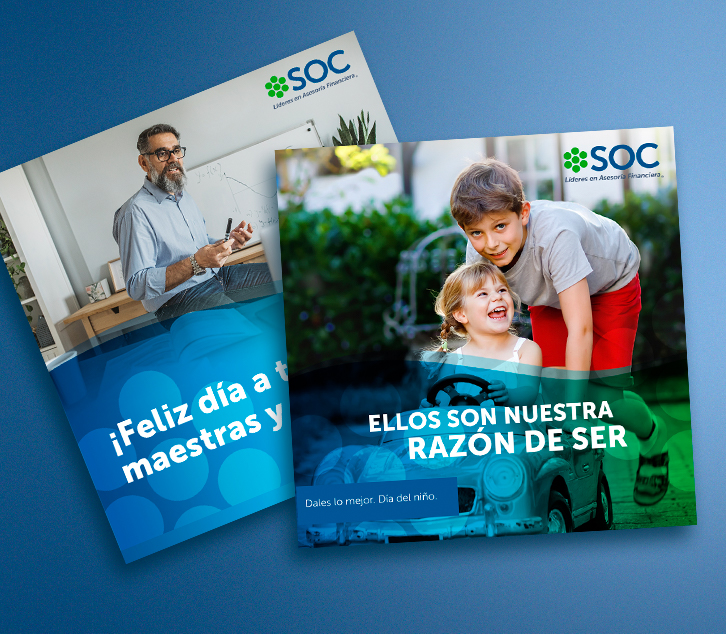 SOC
Líderes en Asesoría Financiera
¡Feliz día a
maestras y
SOC
Líderes en Asesoría Financiera
ELLOS SON NUESTRA
RAZÓN DE SER
Dales lo mejor. Día del niño.